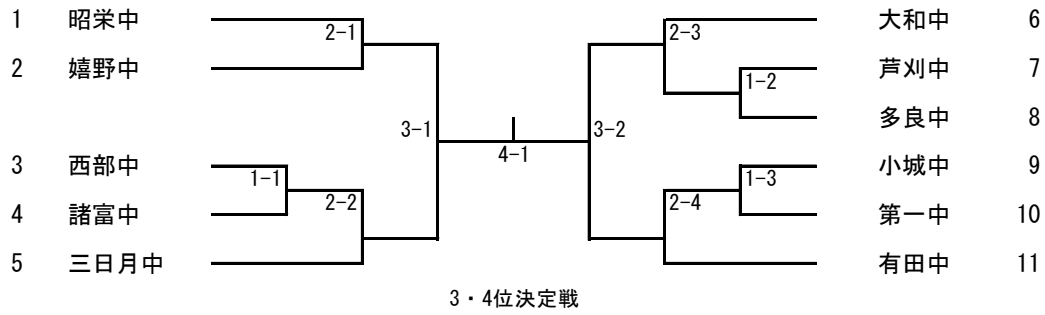 1 昭栄中 大和中 6
2-1 2-3
2 嬉野中 芦刈中 7
1-2
多良中 8
3-1 3-2
4-1
3 西部中 小城中 9
1-1 1-3
2-2 2-4
4 諸富中 第一中 10
5 三日月中 有田中 11
3・4位決定戦